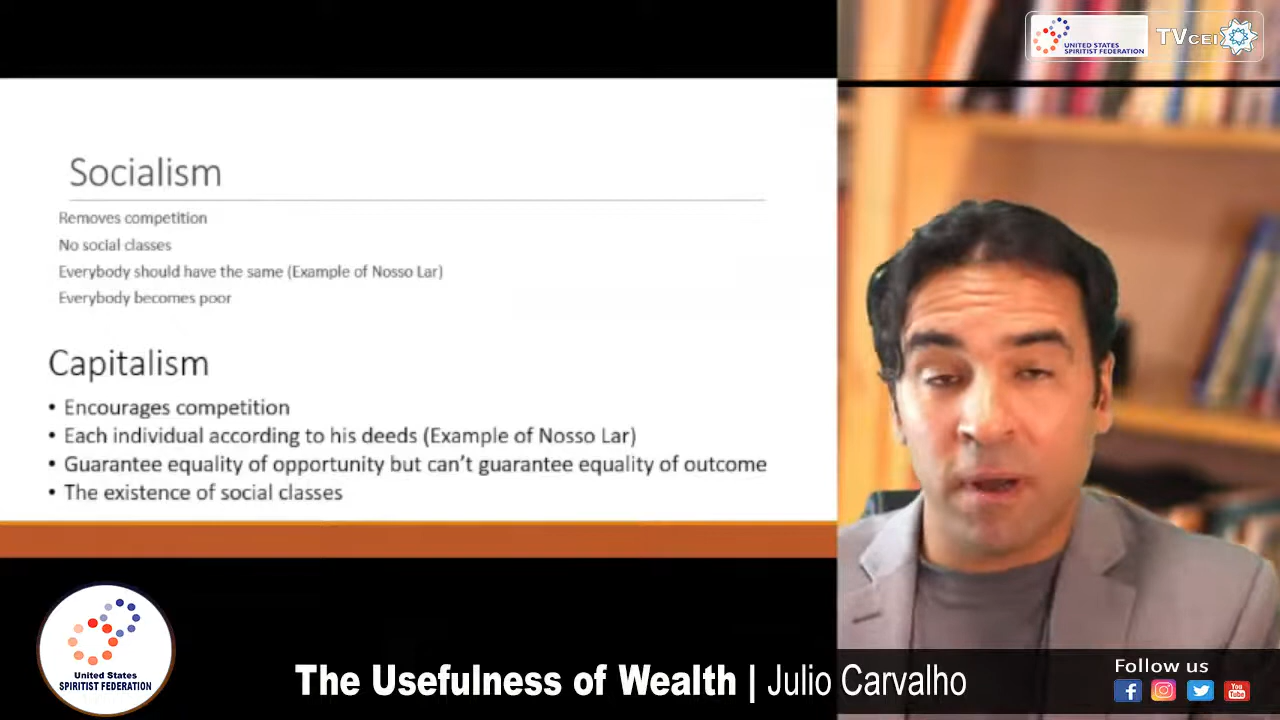 UNITED STATES
SPIRITIST FEDERATION
TVCEI
Socialism
Removes competition
No social classes
Everybody should have the same (Example of Nosso Lar)
Everybody becomes poor
Capitalism
• Encourages competition
• Each individual according to his deeds (Example of Nosso Lar)
• Guarantee equality of opportunity but can't guarantee equality of outcome
• The existence of social classes
United States
SPIRITIST FEDERATION
The Usefulness of Wealth | Julio Carvalho
Follow us
You
Tube